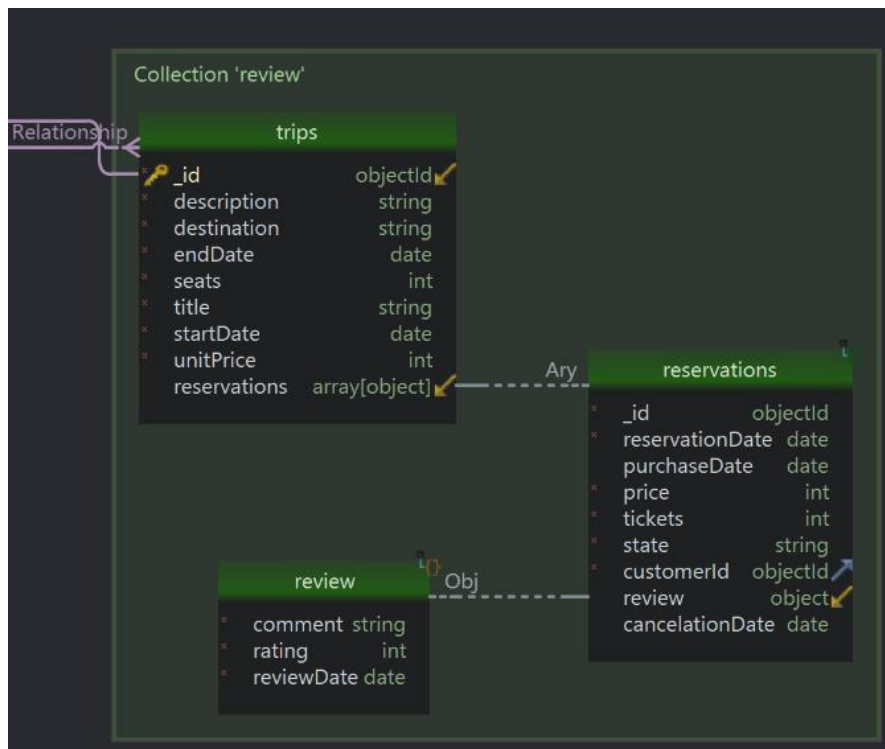 Collection 'review'
Relationship
trips
_id objectId
description string
destination string
endDate date
seats int
title string
startDate date
unitPrice int
reservations array[object]
Ary
reservations
_id objectId
reservationDate date
purchaseDate date
price int
tickets int
state string
customerId objectId
review object
cancelationDate date
review
{}
Obj
comment string
rating int
reviewDate date